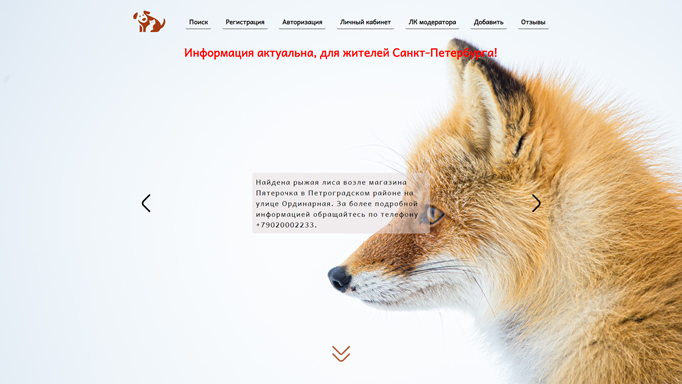 Поиск Регистрация Авторизация Личный кабинет ЛК модератора Добавить Отзывы
Информация актуальна, для жителей Санкт-Петербурга!
Найдена рыжая лиса возле магазина
Пятерочка в Петроградском районе на
улице Ординарная. За более подробной
информацией обращайтесь по телефону
+79020002233.